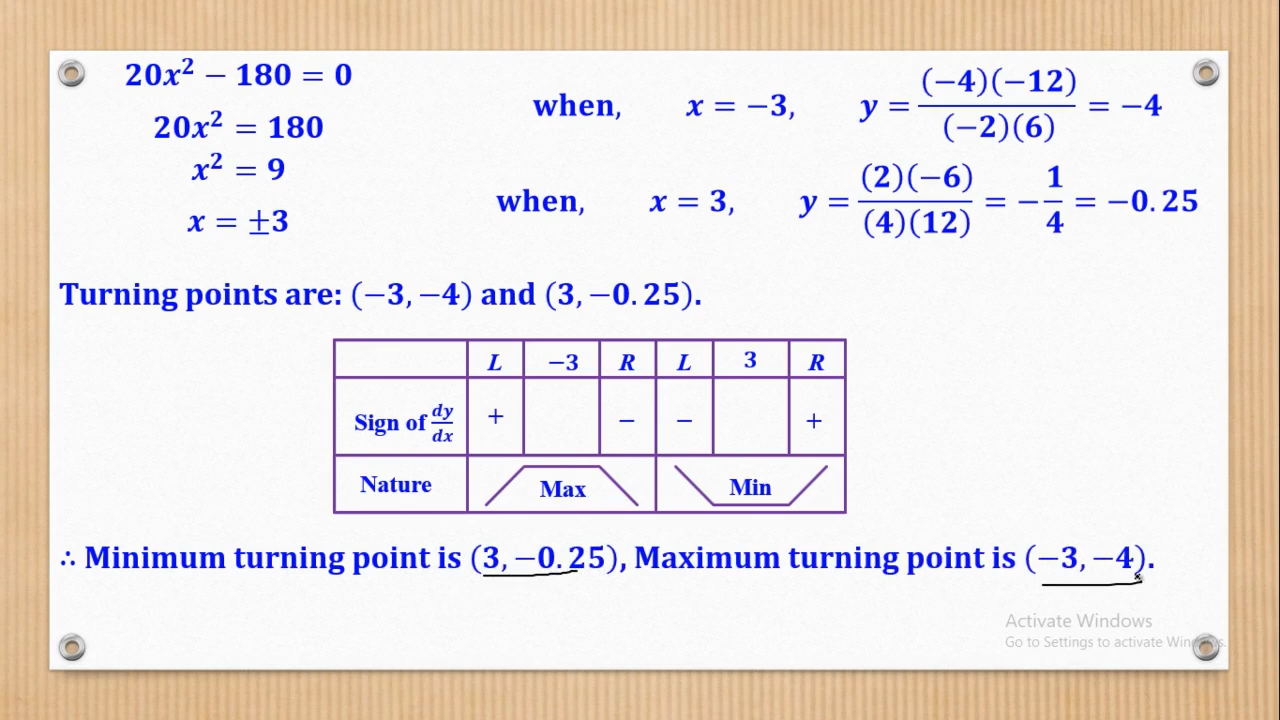 20x² − 180 = 0
20x² = 180
x² = 9
x = ±3
when, x = −3, y = (−4)(−12)/(−2)(6) = −4
when, x = 3, y = (2)(−6)/(4)(12) = −1/4 = −0.25
Turning points are: (−3, −4) and (3, −0.25).
L −3 R L 3 R
Sign of dy/dx + − − +
Nature Max Min
∴ Minimum turning point is (3, −0.25), Maximum turning point is (−3, −4).
Activate Windows
Go to Settings to activate Windows.